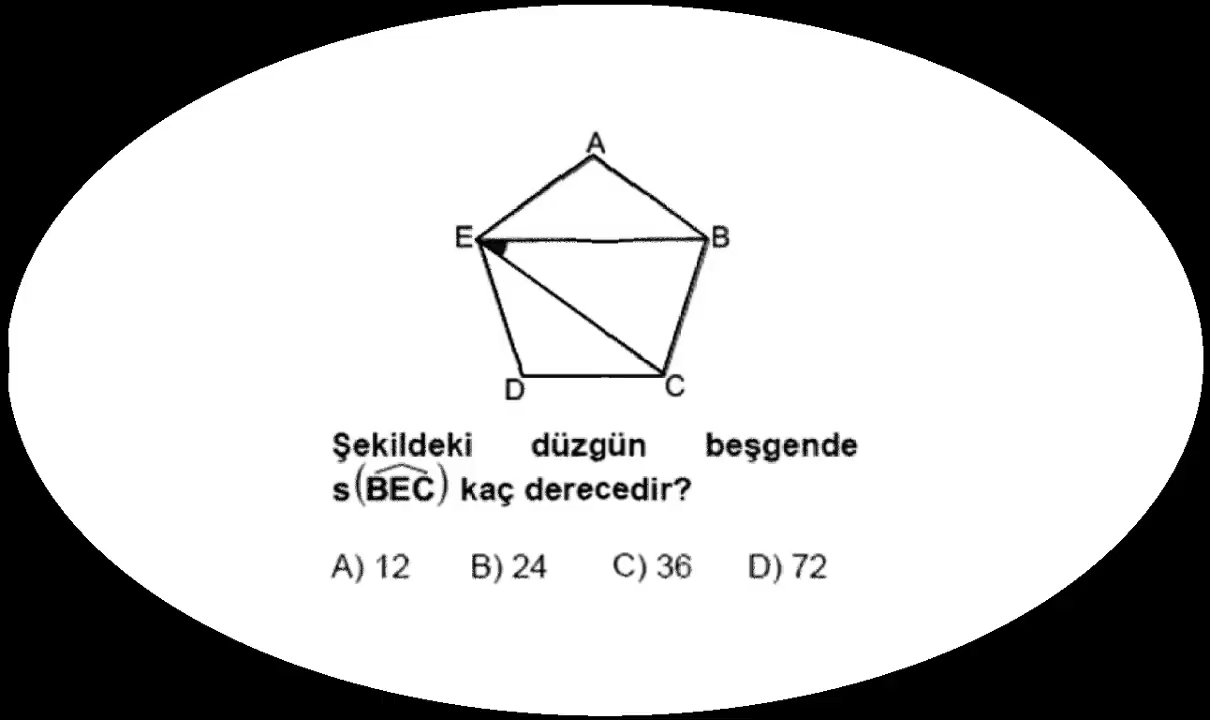 A
E B
D C
Şekildeki düzgün beşgende
s(BEC) kaç derecedir?
A) 12 B) 24 C) 36 D) 72